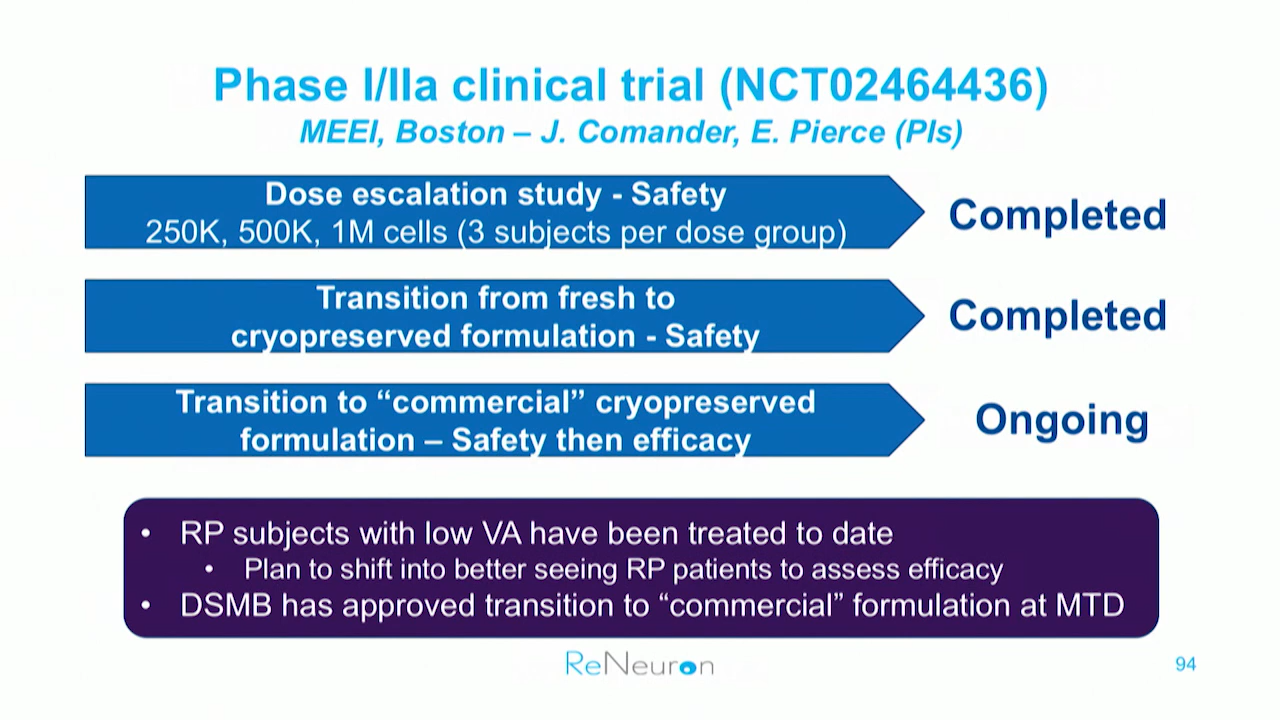 Phase I/IIa clinical trial (NCT02464436)
MEEI, Boston – J. Comander, E. Pierce (PIs)
Dose escalation study - Safety
250K, 500K, 1M cells (3 subjects per dose group)
Completed
Transition from fresh to
cryopreserved formulation - Safety
Completed
Transition to “commercial” cryopreserved
formulation – Safety then efficacy
Ongoing
• RP subjects with low VA have been treated to date
• Plan to shift into better seeing RP patients to assess efficacy
• DSMB has approved transition to “commercial” formulation at MTD
ReNeuron
94